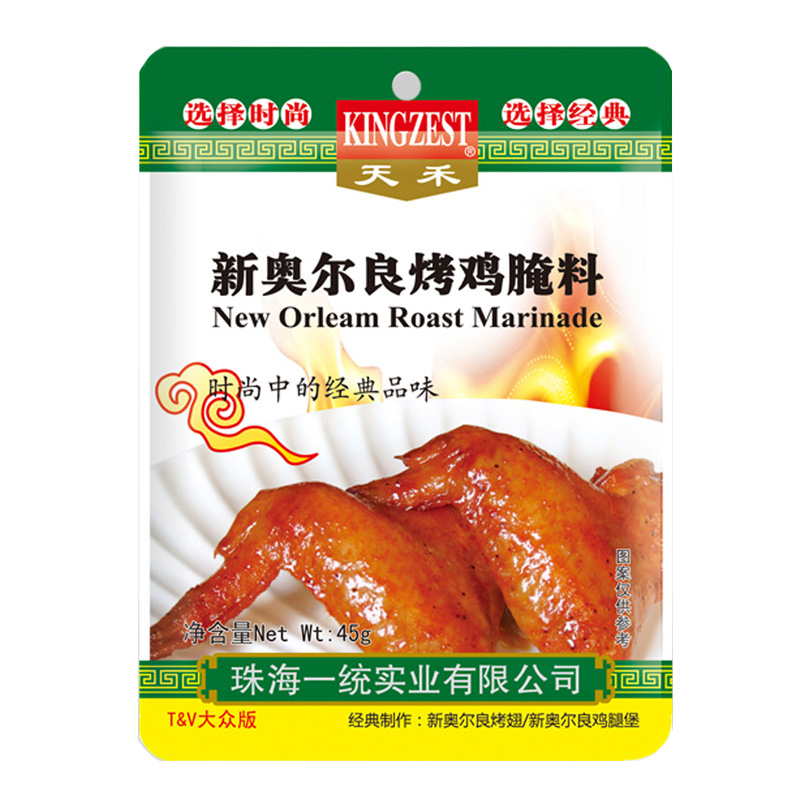 选择时尚
KINGZEST®
天禾
选择经典
新奥尔良烤鸡腌料
New Orleam Roast Marinade
时尚中的经典品味
图案仅供参考
净含量Net Wt:45g
珠海一统实业有限公司
T&V大众版
经典制作:新奥尔良烤翅/新奥尔良鸡腿堡